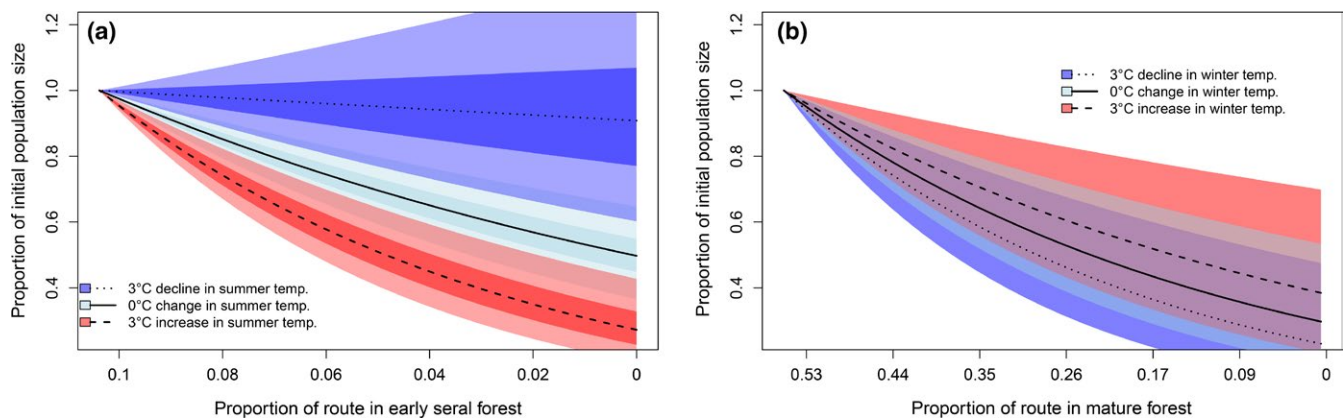 (a)
Proportion of initial population size
1.2
1.0
0.8
0.6
0.4
3°C decline in summer temp.
0°C change in summer temp.
3°C increase in summer temp.
0.1
0.08
0.06
0.04
0.02
0
Proportion of route in early seral forest
(b)
Proportion of initial population size
1.2
1.0
0.8
0.6
0.4
3°C decline in winter temp.
0°C change in winter temp.
3°C increase in winter temp.
0.53
0.44
0.35
0.26
0.17
0.09
0
Proportion of route in mature forest